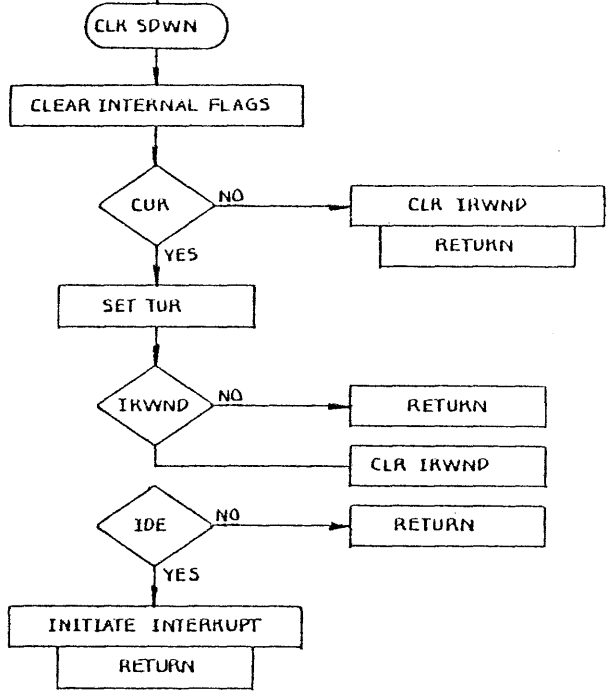 CLR SDWN
CLEAR INTERNAL FLAGS
CUR
NO
CLR IRWND
RETURN
YES
SET TUR
IRWND
NO
RETURN
CLR IRWND
IDE
NO
RETURN
YES
INITIATE INTERRUPT
RETURN